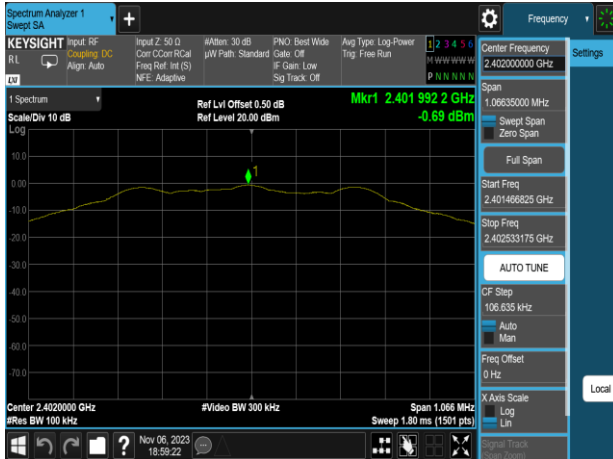 Spectrum Analyzer 1
Swept SA
+
Frequency
KEYSIGHT
RL
LXI
Input: RF
Coupling: DC
Align: Auto
Input Z: 50 Ω
Corr CCorr RCal
Freq Ref: Int (S)
NFE: Adaptive
#Atten: 30 dB
µW Path: Standard
PNO: Best Wide
Gate: Off
IF Gain: Low
Sig Track: Off
Avg Type: Log-Power
Trig: Free Run
1 2 3 4 5 6
M W W W W W
P N N N N N
1 Spectrum
Scale/Div 10 dB
Log
Ref Lvl Offset 0.50 dB
Ref Level 20.00 dBm
Mkr1 2.401 992 2 GHz
-0.69 dBm
1
10.0
0.00
-10.0
-20.0
-30.0
-40.0
-50.0
-60.0
-70.0
Center 2.4020000 GHz
#Res BW 100 kHz
#Video BW 300 kHz
Span 1.066 MHz
Sweep 1.80 ms (1501 pts)
Center Frequency
2.402000000 GHz
Span
1.06635000 MHz
Swept Span
Zero Span
Full Span
Start Freq
2.401466825 GHz
Stop Freq
2.402533175 GHz
AUTO TUNE
CF Step
106.635 kHz
Auto
Man
Freq Offset
0 Hz
X Axis Scale
Log
Lin
Signal Track
(Span Zoom)
Settings
Local
?
Nov 06, 2023
18:59:22